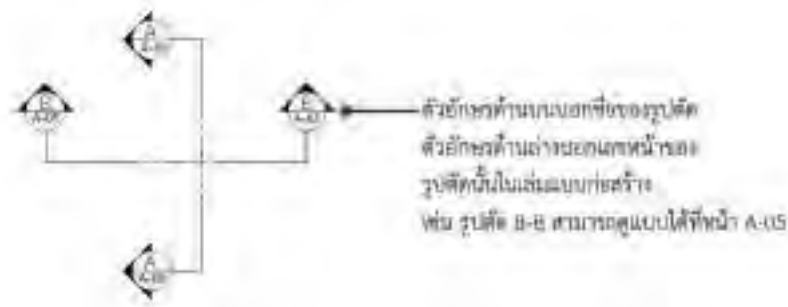 A
B
B
ตัวอักษรด้านบนบอกชื่อของรูปตัด
ตัวอักษรด้านล่างบอกเลขหน้าของ
รูปตัดนั้นในเล่มแบบก่อสร้าง
เช่น รูปตัด B-B สามารถดูแบบได้ที่หน้า A-05
A